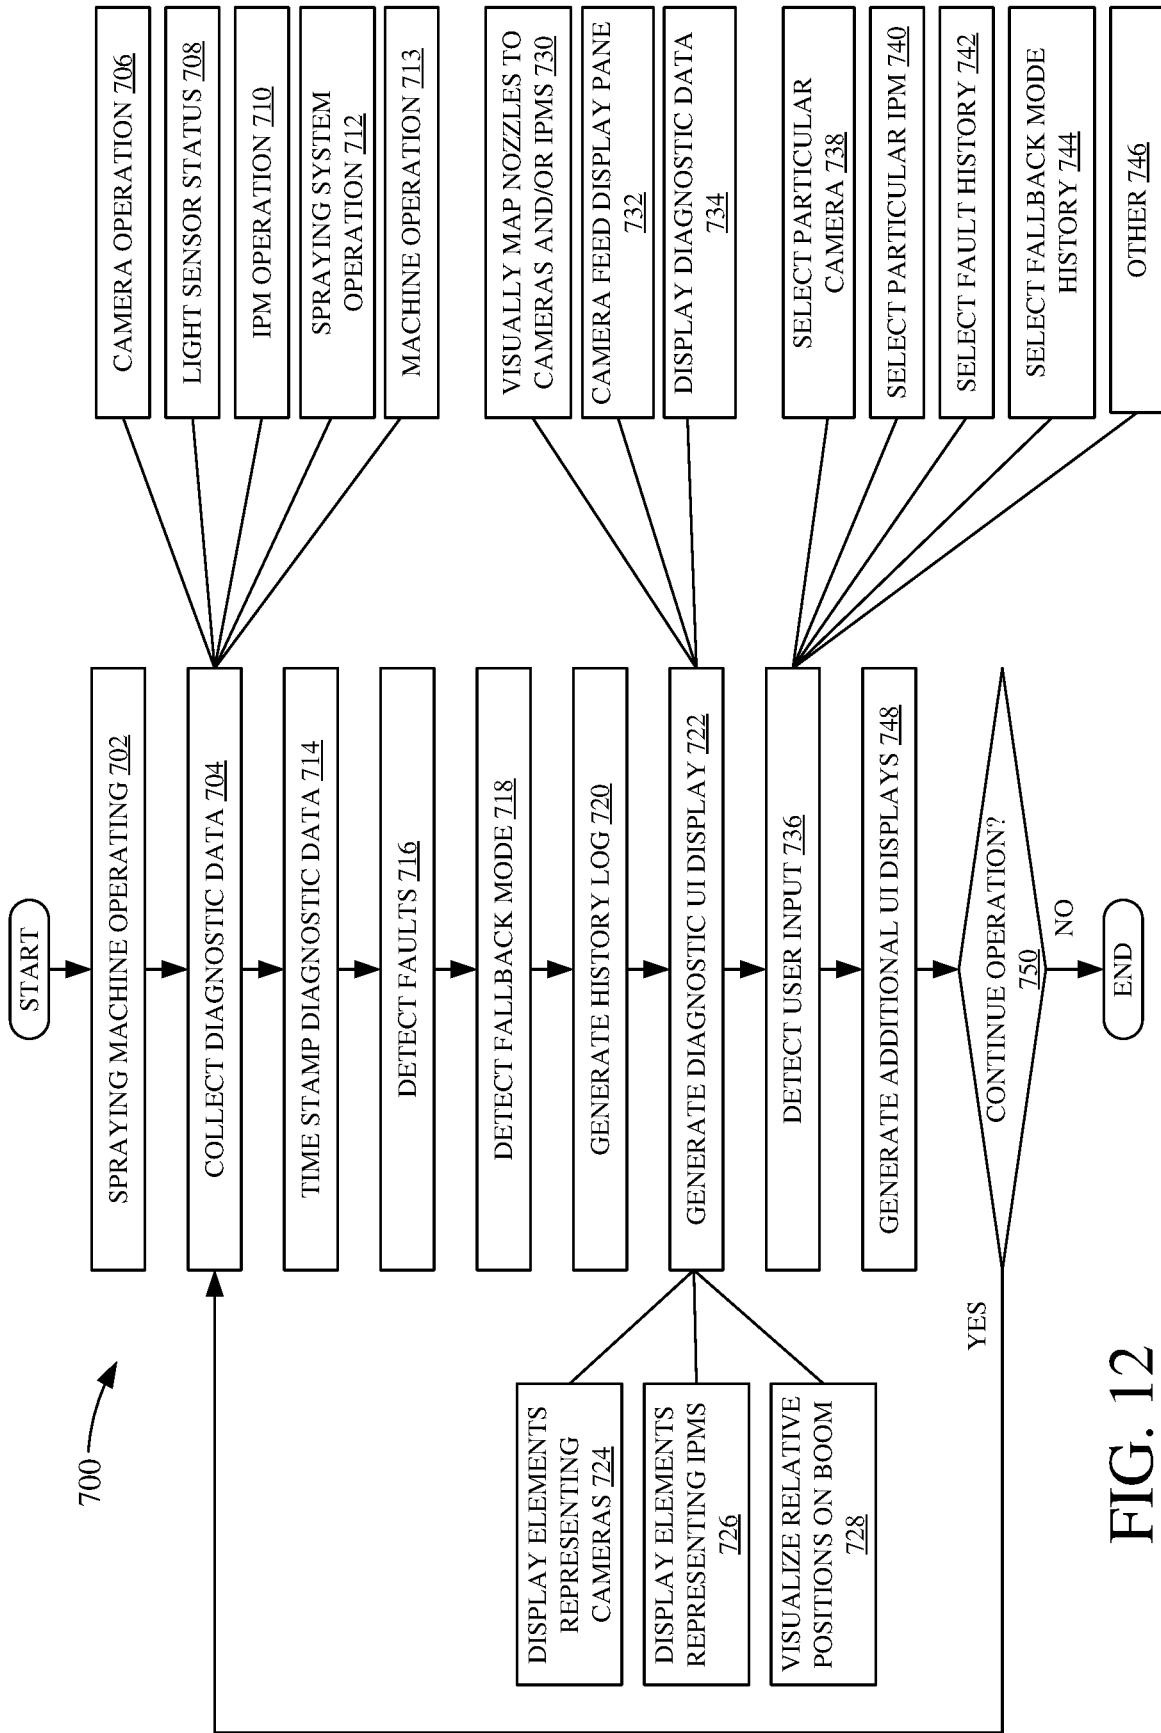 700
START
SPRAYING MACHINE OPERATING 702
COLLECT DIAGNOSTIC DATA 704
CAMERA OPERATION 706
LIGHT SENSOR STATUS 708
IPM OPERATION 710
SPRAYING SYSTEM
OPERATION 712
MACHINE OPERATION 713
TIME STAMP DIAGNOSTIC DATA 714
DETECT FAULTS 716
DETECT FALLBACK MODE 718
GENERATE HISTORY LOG 720
GENERATE DIAGNOSTIC UI DISPLAY 722
DISPLAY ELEMENTS
REPRESENTING
CAMERAS 724
DISPLAY ELEMENTS
REPRESENTING IPMS
726
VISUALIZE RELATIVE
POSITIONS ON BOOM
728
VISUALLY MAP NOZZLES TO
CAMERAS AND/OR IPMS 730
CAMERA FEED DISPLAY PANE
732
DISPLAY DIAGNOSTIC DATA
734
DETECT USER INPUT 736
SELECT PARTICULAR
CAMERA 738
SELECT PARTICULAR IPM 740
SELECT FAULT HISTORY 742
SELECT FALLBACK MODE
HISTORY 744
OTHER 746
GENERATE ADDITIONAL UI DISPLAYS 748
CONTINUE OPERATION?
750
YES
NO
END
FIG. 12